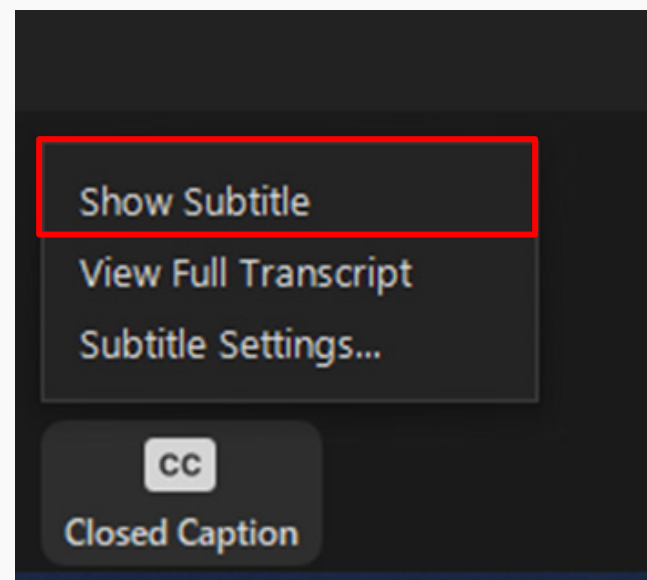 Show Subtitle
View Full Transcript
Subtitle Settings...
CC
Closed Caption